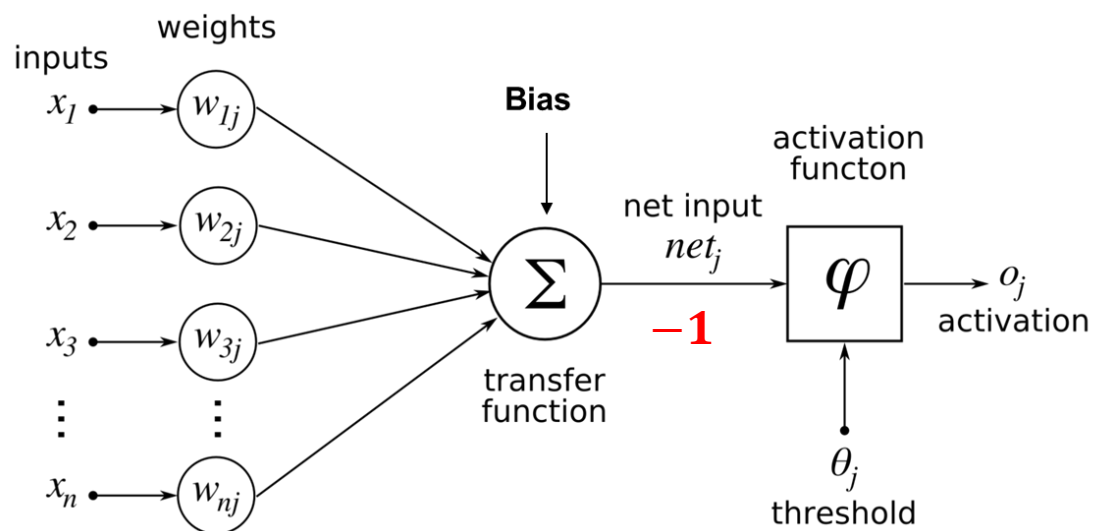 weights
inputs
x1
w1j
x2
w2j
x3
w3j
⋮
⋮
xn
wnj
Bias
Σ
transfer
function
net input
netj
−1
activation
functon
φ
oj
activation
θj
threshold